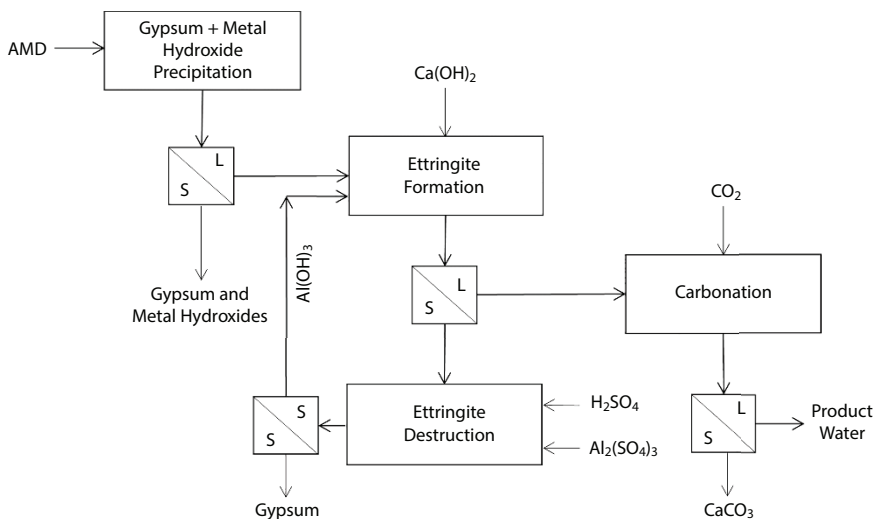 Gypsum + Metal
Hydroxide
Precipitation
AMD
Ca(OH)₂
L
S
Ettringite
Formation
CO₂
Al(OH)₃
Gypsum and
Metal Hydroxides
L
S
Carbonation
S
S
Ettringite
Destruction
H₂SO₄
Al₂(SO₄)₃
L
S
Product
Water
Gypsum
CaCO₃